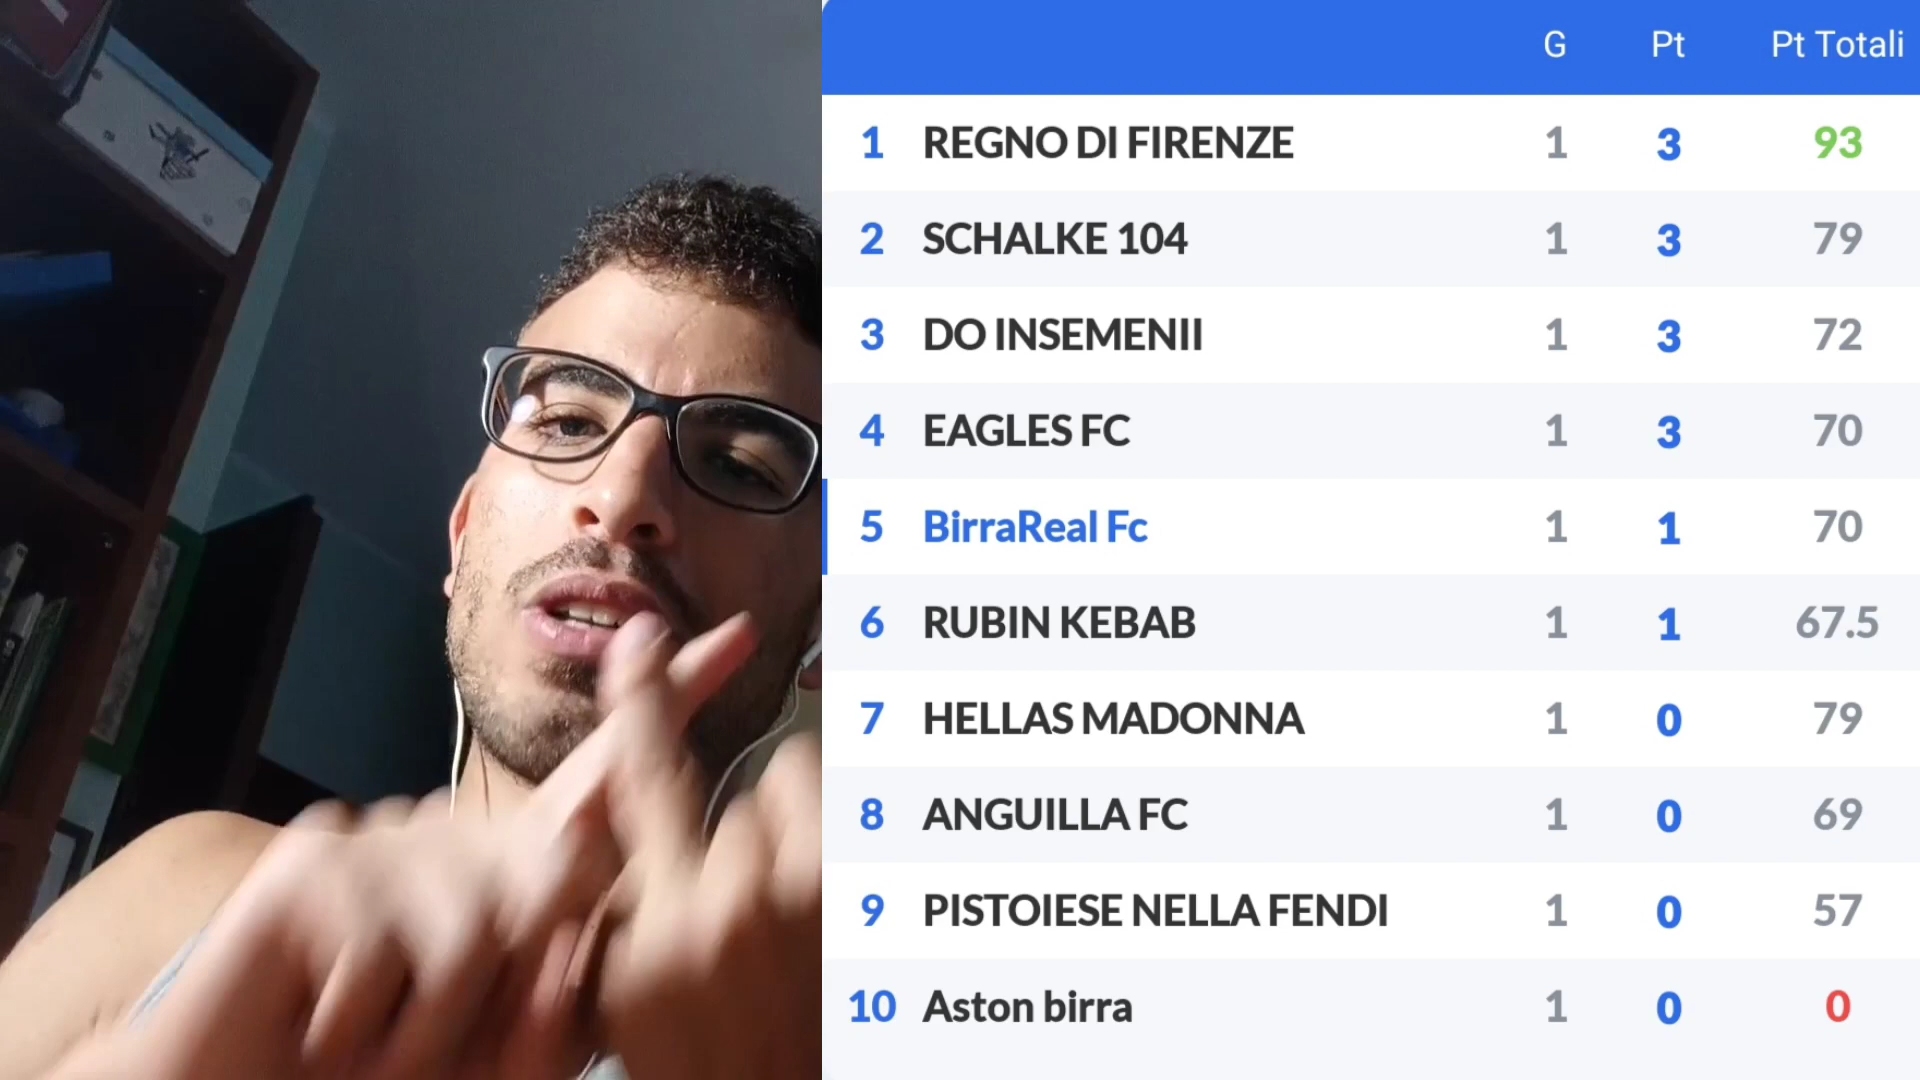 G Pt Pt Totali
1 REGNO DI FIRENZE 1 3 93
2 SCHALKE 104 1 3 79
3 DO INSEMENII 1 3 72
4 EAGLES FC 1 3 70
5 BirraReal Fc 1 1 70
6 RUBIN KEBAB 1 1 67.5
7 HELLAS MADONNA 1 0 79
8 ANGUILLA FC 1 0 69
9 PISTOIESE NELLA FENDI 1 0 57
10 Aston birra 1 0 0